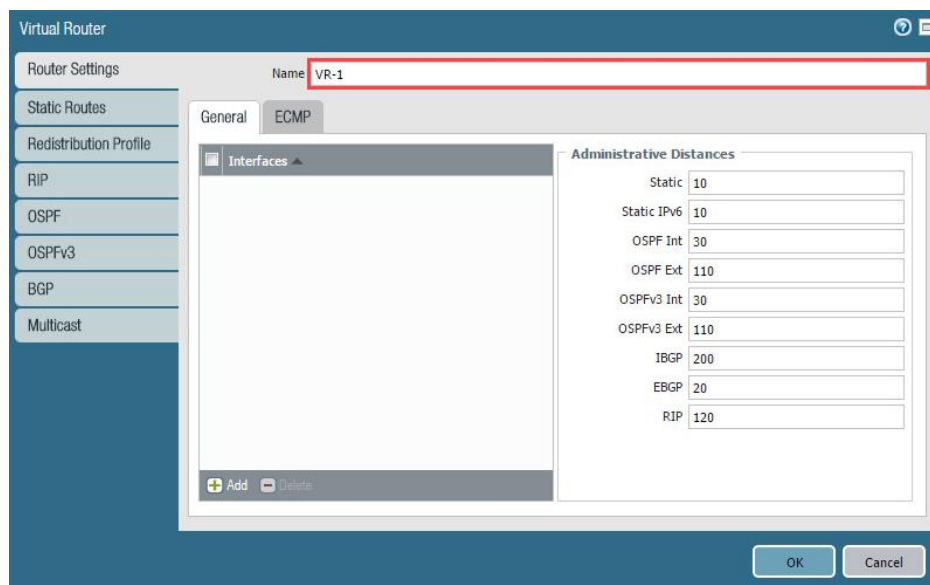 Virtual Router
Router Settings
Static Routes
Redistribution Profile
RIP
OSPF
OSPFv3
BGP
Multicast
Name VR-1
General ECMP
Interfaces
Add Delete
Administrative Distances
Static 10
Static IPv6 10
OSPF Int 30
OSPF Ext 110
OSPFv3 Int 30
OSPFv3 Ext 110
IBGP 200
EBGP 20
RIP 120
OK Cancel